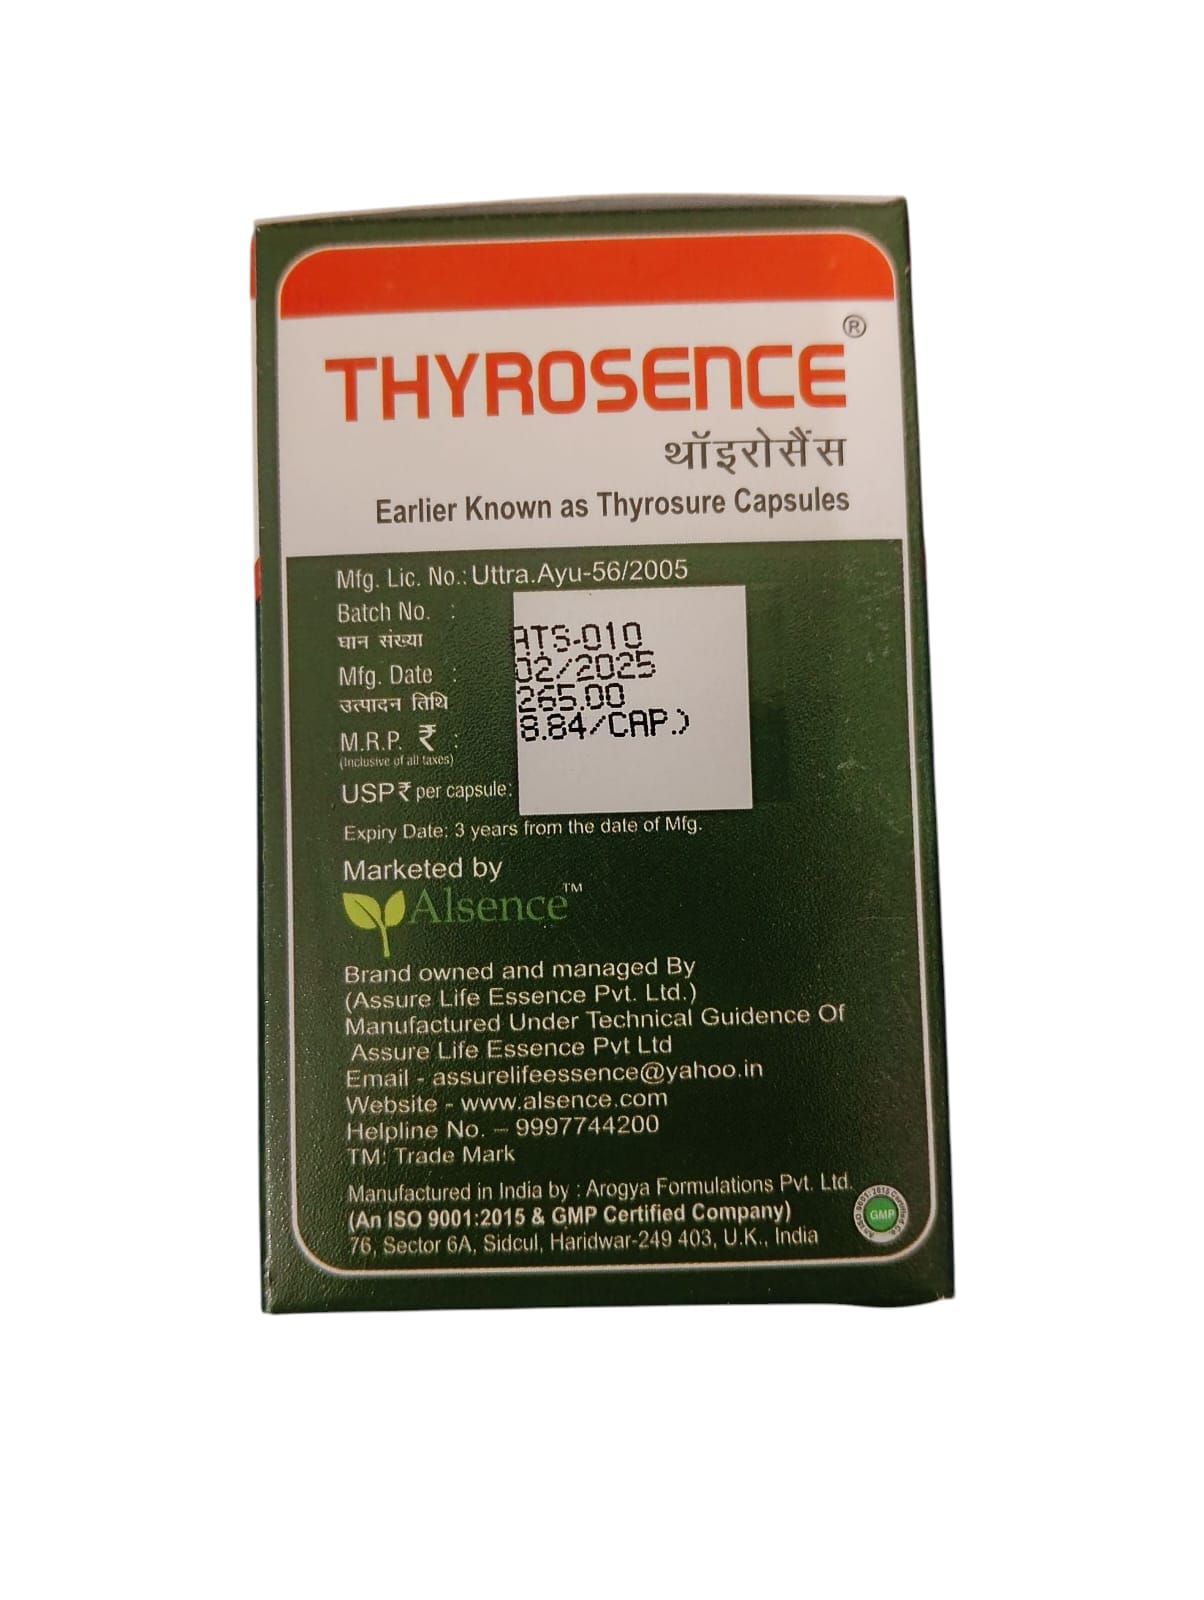 THYROSENCE®
थॉइरोसैंस
Earlier Known as Thyrosure Capsules
Mfg. Lic. No.: Uttra.Ayu-56/2005
Batch No. :
घान संख्या
ATS-010
Mfg. Date :
उत्पादन तिथि
02/2025
M.R.P. ₹ :
(Inclusive of all taxes)
265.00
USP₹ per capsule:
8.84/CAP.)
Expiry Date: 3 years from the date of Mfg.
Marketed by
Alsence™
Brand owned and managed By
(Assure Life Essence Pvt. Ltd.)
Manufactured Under Technical Guidence Of
Assure Life Essence Pvt Ltd
Email - assurelifeessence@yahoo.in
Website - www.alsence.com
Helpline No. – 9997744200
TM: Trade Mark
Manufactured in India by : Arogya Formulations Pvt. Ltd.
(An ISO 9001:2015 & GMP Certified Company)
76, Sector 6A, Sidcul, Haridwar-249 403, U.K., India
GMP